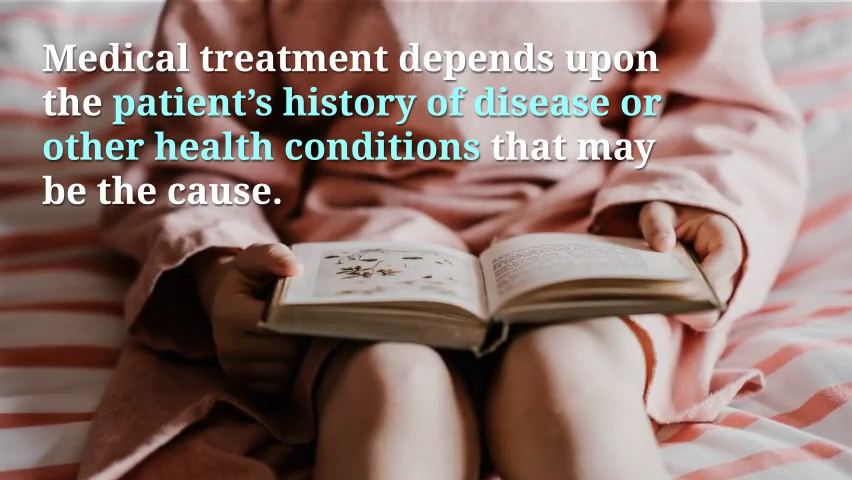 Medical treatment depends upon
the patient’s history of disease or
other health conditions that may
be the cause.